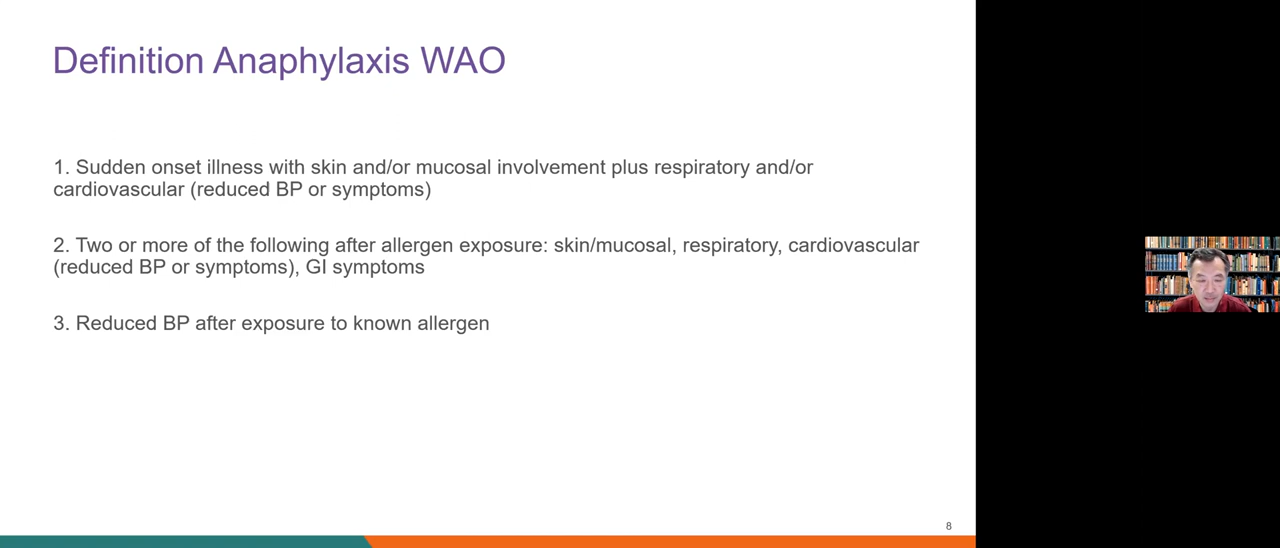 Definition Anaphylaxis WAO
1. Sudden onset illness with skin and/or mucosal involvement plus respiratory and/or
cardiovascular (reduced BP or symptoms)
2. Two or more of the following after allergen exposure: skin/mucosal, respiratory, cardiovascular
(reduced BP or symptoms), GI symptoms
3. Reduced BP after exposure to known allergen
8